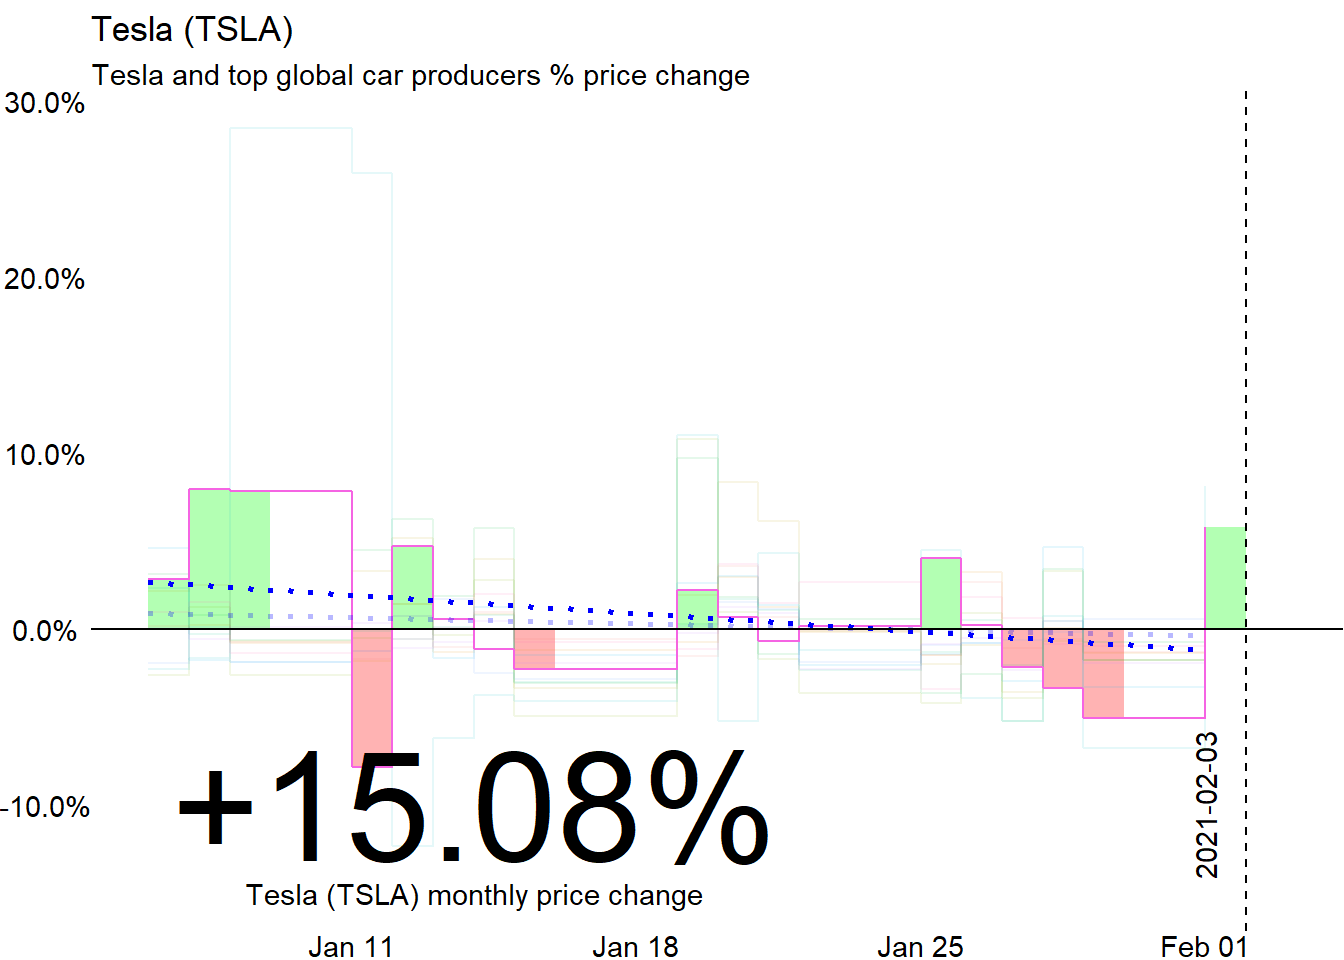 Tesla (TSLA)
Tesla and top global car producers % price change
30.0%
20.0%
10.0%
0.0%
-10.0%
+15.08%
Tesla (TSLA) monthly price change
2021-02-03
Jan 11
Jan 18
Jan 25
Feb 01